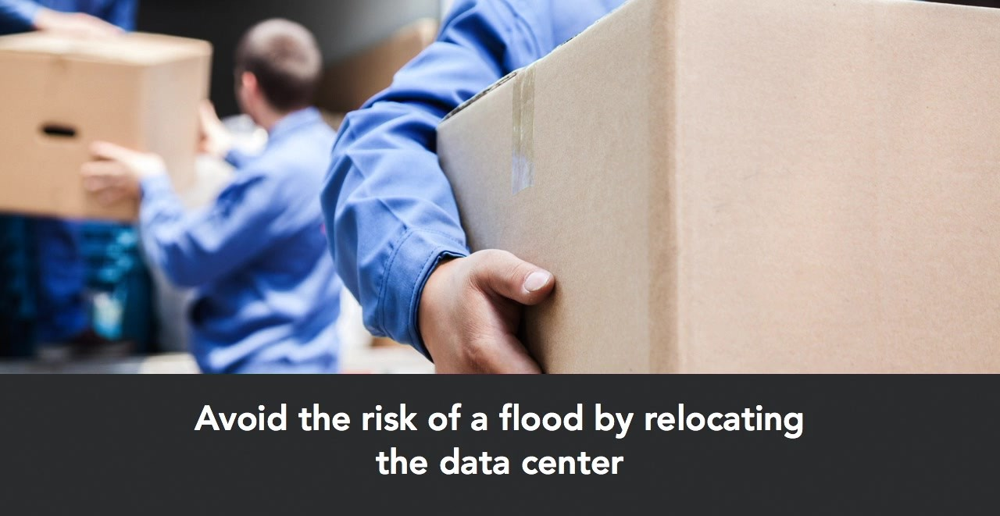 Avoid the risk of a flood by relocating
the data center